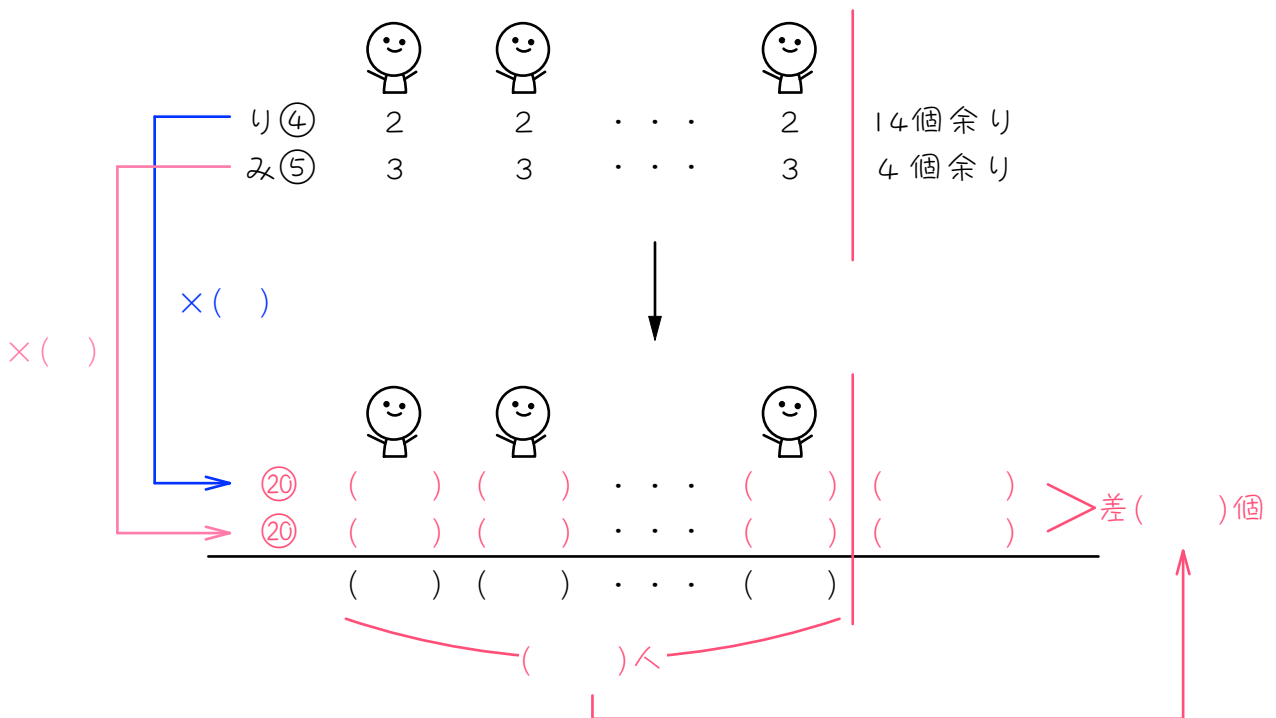 り④ 2 2 ・・・ 2 14個余り
み⑤ 3 3 ・・・ 3 4個余り
×( )
×( )
⑳ ( ) ( ) ・・・ ( ) ( )
差( )個
⑳ ( ) ( ) ・・・ ( ) ( )
( ) ( ) ・・・ ( )
( )人